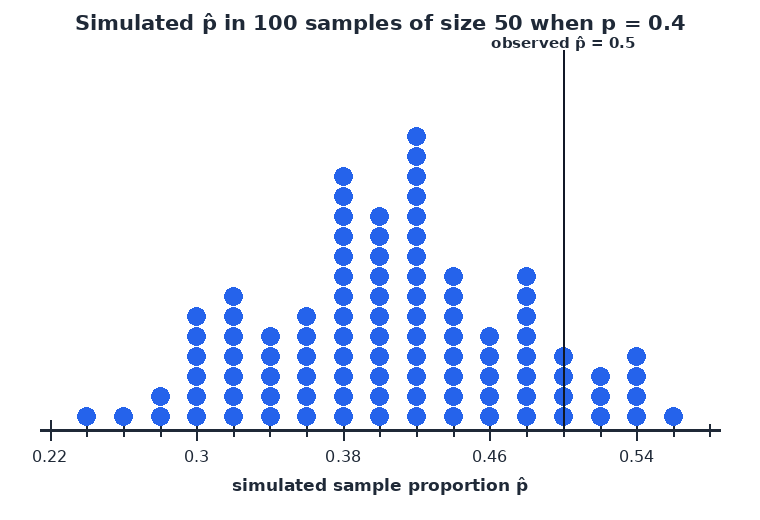 Simulated p̂ in 100 samples of size 50 when p = 0.4
observed p̂ = 0.5
0.22 0.3 0.38 0.46 0.54
simulated sample proportion p̂